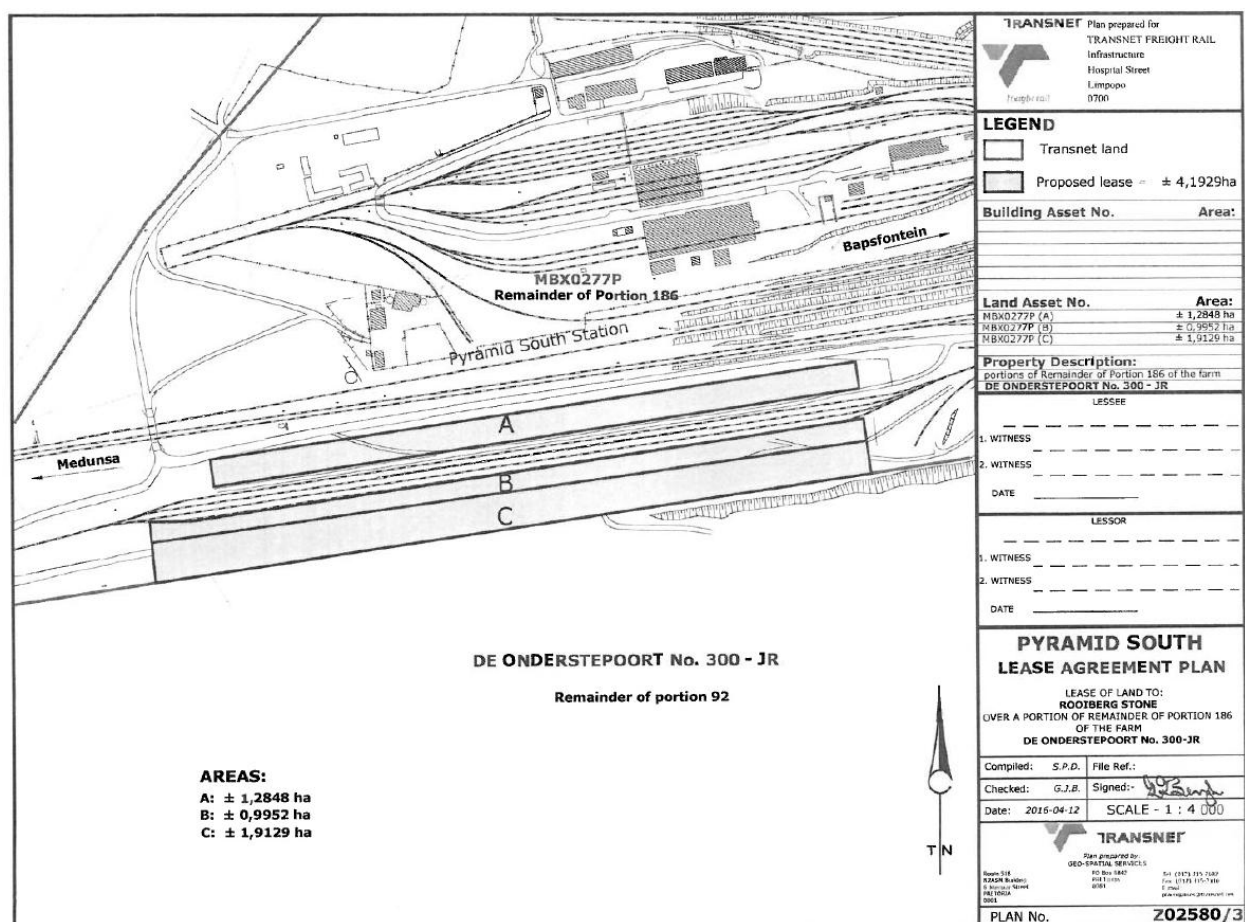 MBX0277P
Remainder of Portion 186
Bapsfontein
Pyramid South Station
Medunsa
A
B
C
DE ONDERSTEPOORT No. 300 - JR
Remainder of portion 92
AREAS:
A: ± 1,2848 ha
B: ± 0,9952 ha
C: ± 1,9129 ha
TN
TRANSNET
freight rail
Plan prepared for
TRANSNET FREIGHT RAIL
Infrastructure
Hospital Street
Limpopo
0700
LEGEND
Transnet land
Proposed lease = ± 4,1929ha
Building Asset No. Area:
Land Asset No. Area:
MBX0277P (A) ± 1,2848 ha
MBX0277P (B) ± 0,9952 ha
MBX0277P (C) ± 1,9129 ha
Property Description:
portions of Remainder of Portion 186 of the farm
DE ONDERSTEPOORT No. 300 - JR
LESSEE
1. WITNESS
2. WITNESS
DATE
LESSOR
1. WITNESS
2. WITNESS
DATE
PYRAMID SOUTH
LEASE AGREEMENT PLAN
LEASE OF LAND TO:
ROOIBERG STONE
OVER A PORTION OF REMAINDER OF PORTION 186
OF THE FARM
DE ONDERSTEPOORT No. 300-JR
Compiled: S.P.D. File Ref.:
Checked: G.J.B. Signed:-
Date: 2016-04-12 SCALE - 1 : 4 000
TRANSNET
Plan prepared by:
GEO-SPATIAL SERVICES
PRETORIA
0001
PLAN No. Z02580/3